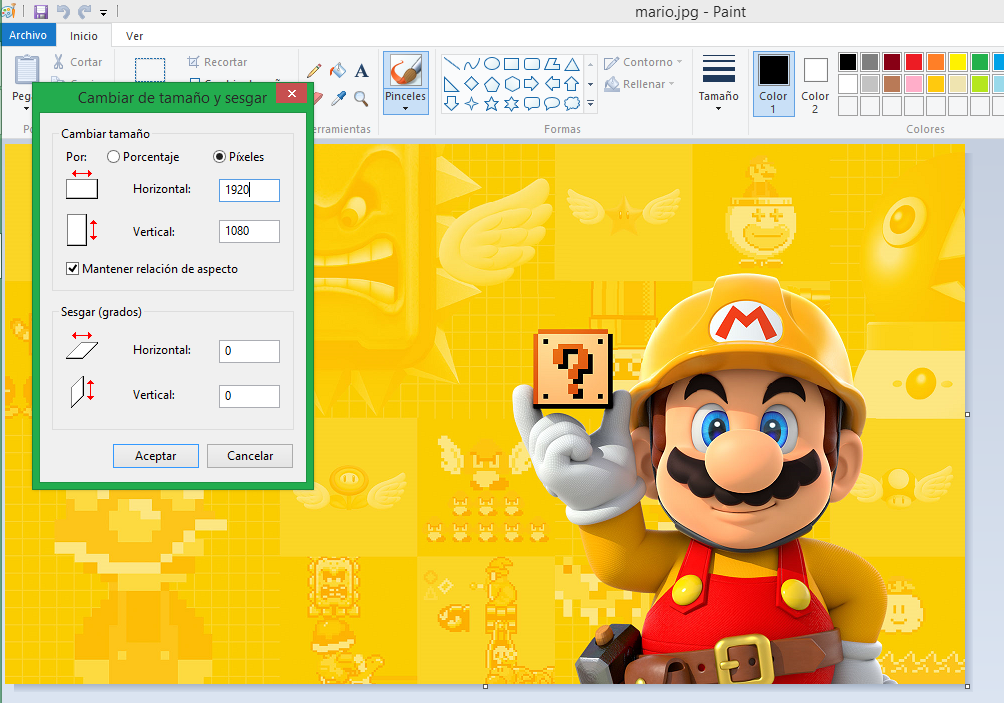 mario.jpg - Paint
Archivo
Inicio
Ver
Cortar
Recortar
Pega
Pinceles
Contorno
Rellenar
Tamaño
Color 1
Color 2
erramientas
Formas
Colores
Cambiar de tamaño y sesgar
Cambiar tamaño
Por:
Porcentaje
Píxeles
Horizontal:
1920
Vertical:
1080
Mantener relación de aspecto
Sesgar (grados)
Horizontal:
0
Vertical:
0
Aceptar
Cancelar
A
M
?